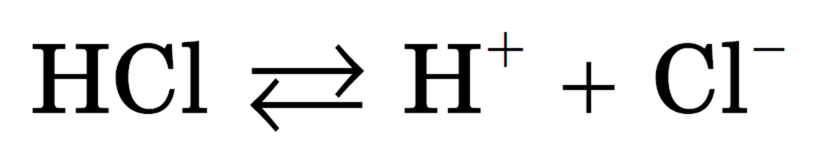 HCl ⇄ H⁺ + Cl⁻